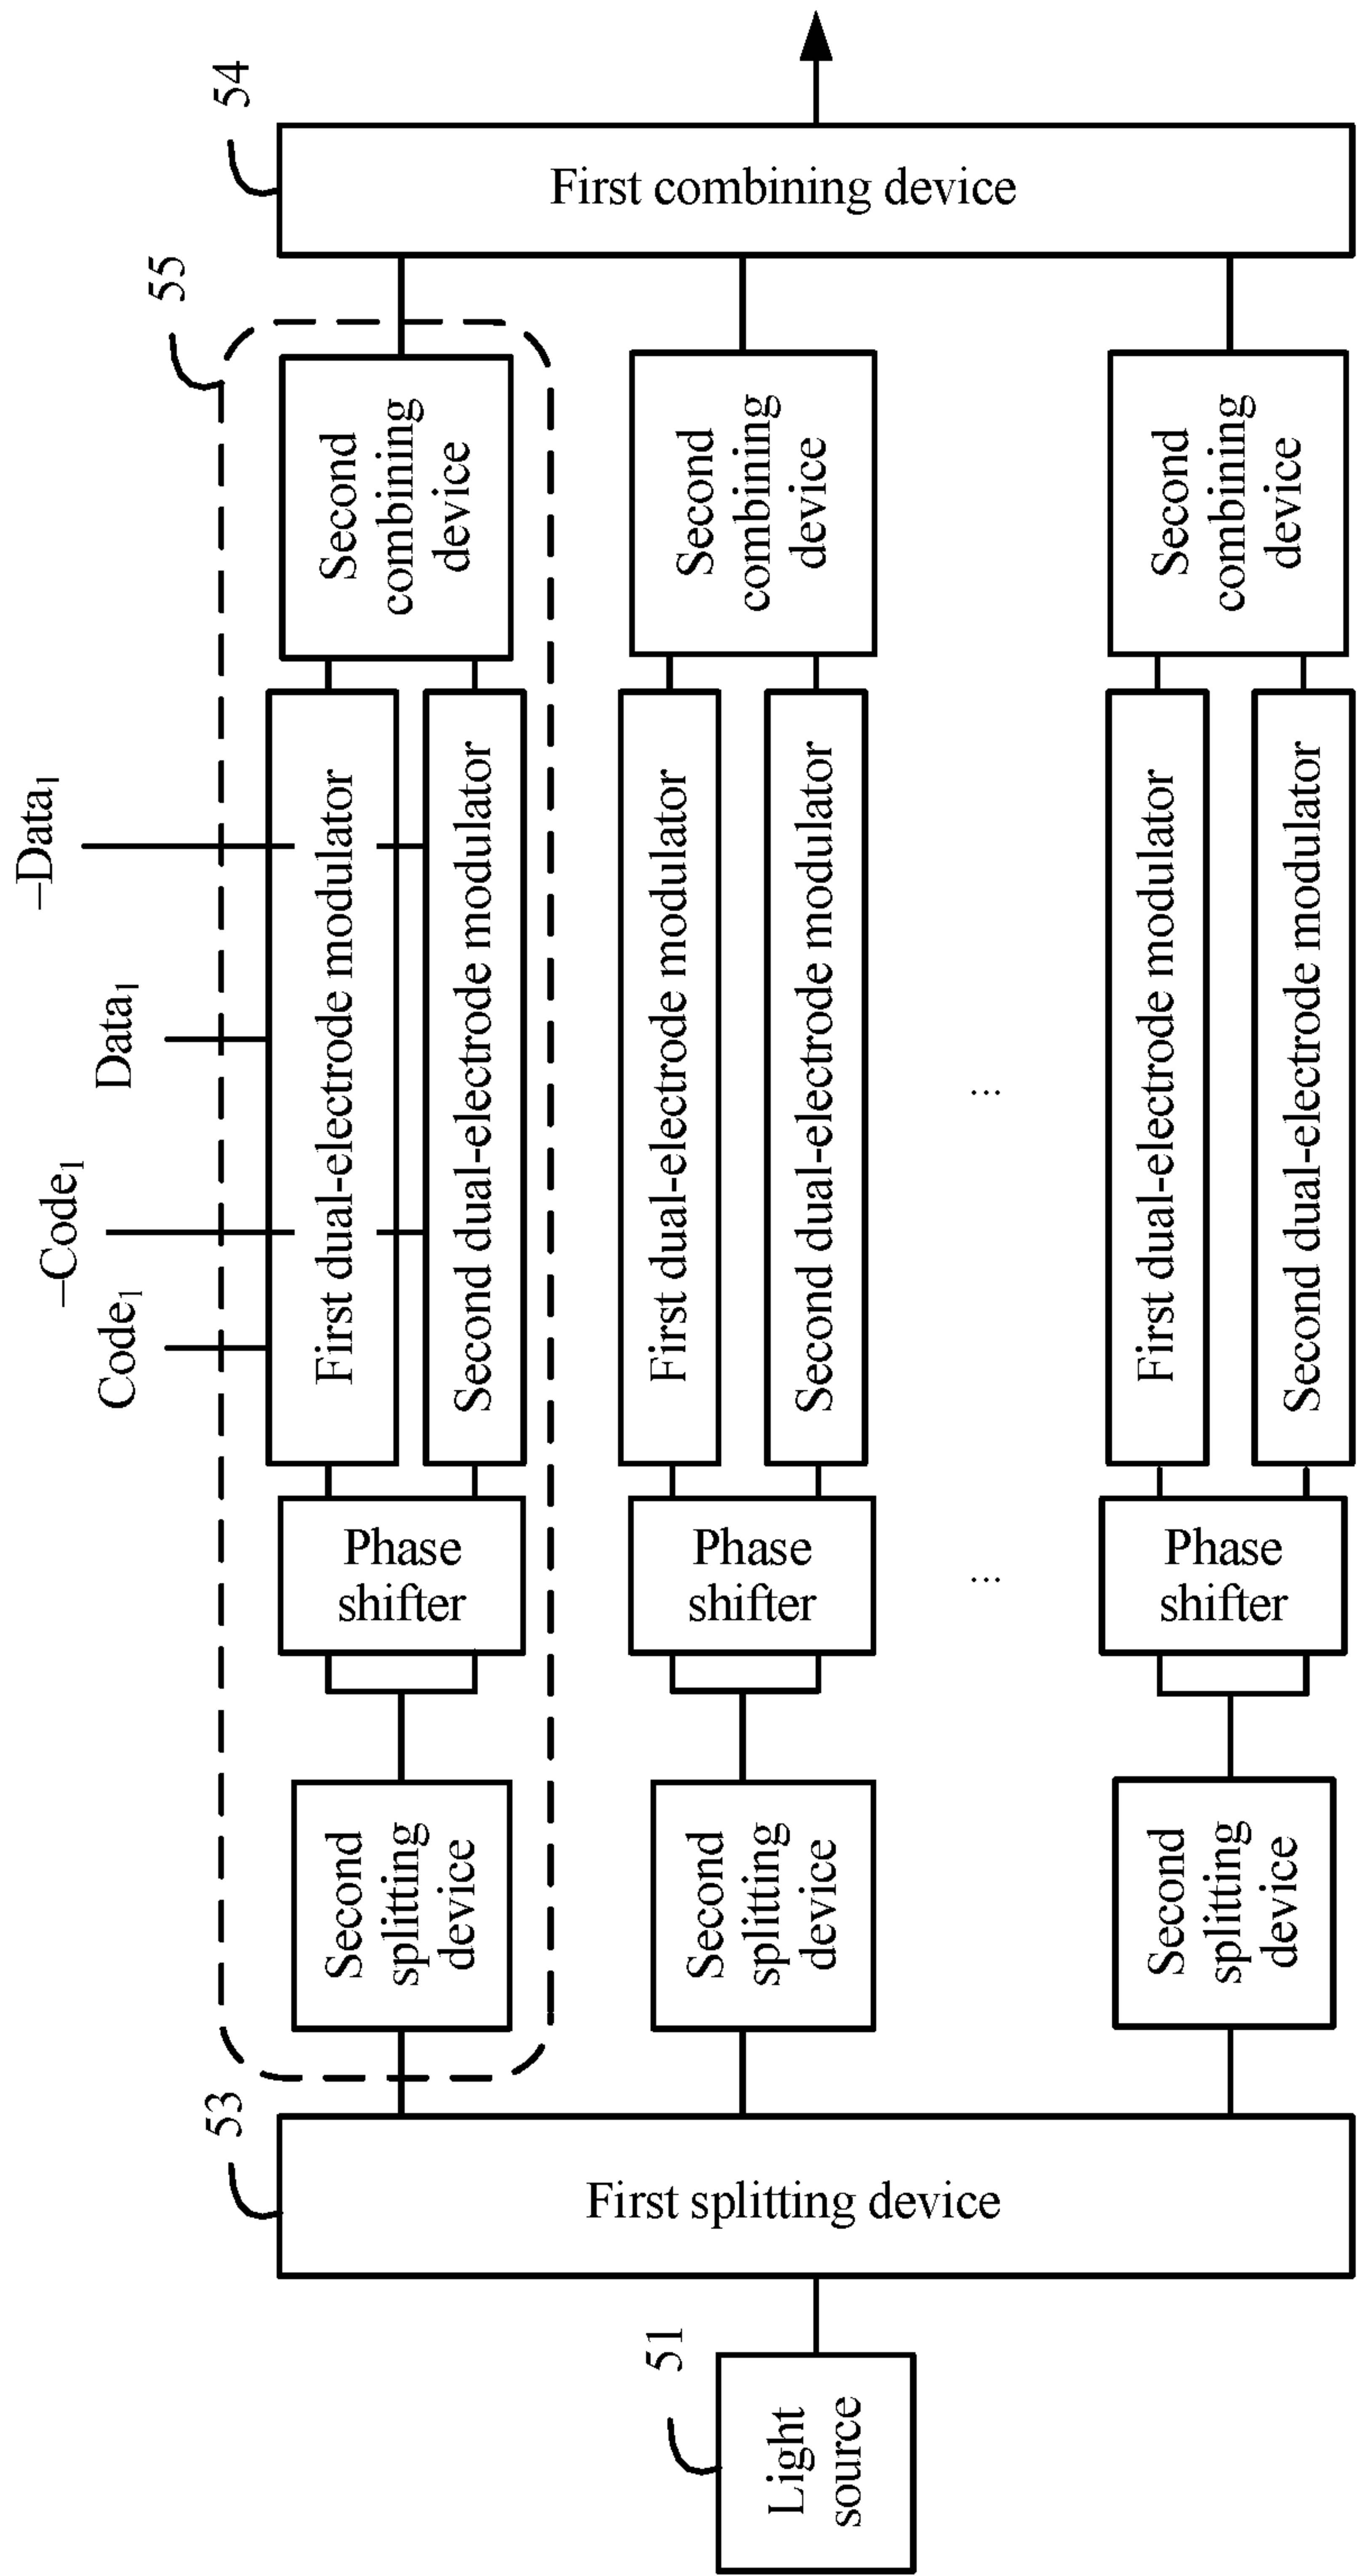 54
First combining device
55
Second
combining
device
Second
combining
device
Second
combining
device
–Data1
Data1
–Code1
Code1
First dual-electrode modulator
Second dual-electrode modulator
First dual-electrode modulator
Second dual-electrode modulator
...
First dual-electrode modulator
Second dual-electrode modulator
Phase
shifter
Phase
shifter
...
Phase
shifter
Second
splitting
device
Second
splitting
device
Second
splitting
device
53
First splitting device
51
Light
source